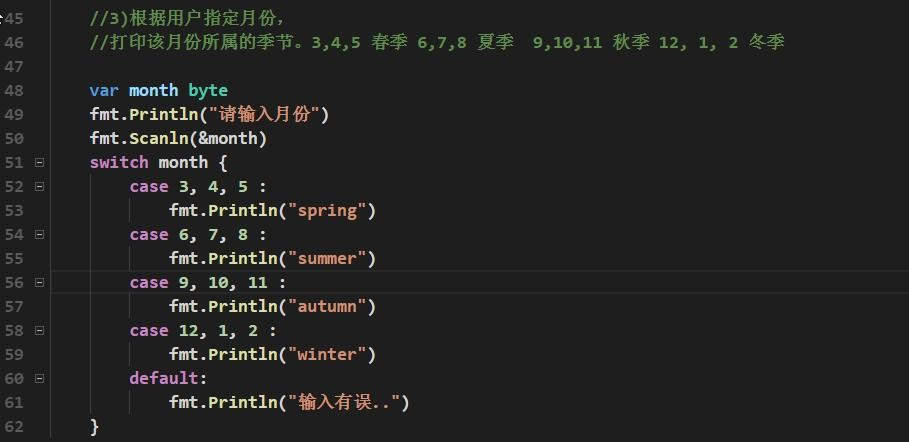 45 //3)根据用户指定月份,
46 //打印该月份所属的季节。3,4,5 春季 6,7,8 夏季 9,10,11 秋季 12, 1, 2 冬季
47
48 var month byte
49 fmt.Println("请输入月份")
50 fmt.Scanln(&month)
51 switch month {
52 case 3, 4, 5 :
53 fmt.Println("spring")
54 case 6, 7, 8 :
55 fmt.Println("summer")
56 case 9, 10, 11 :
57 fmt.Println("autumn")
58 case 12, 1, 2 :
59 fmt.Println("winter")
60 default:
61 fmt.Println("输入有误..")
62 }